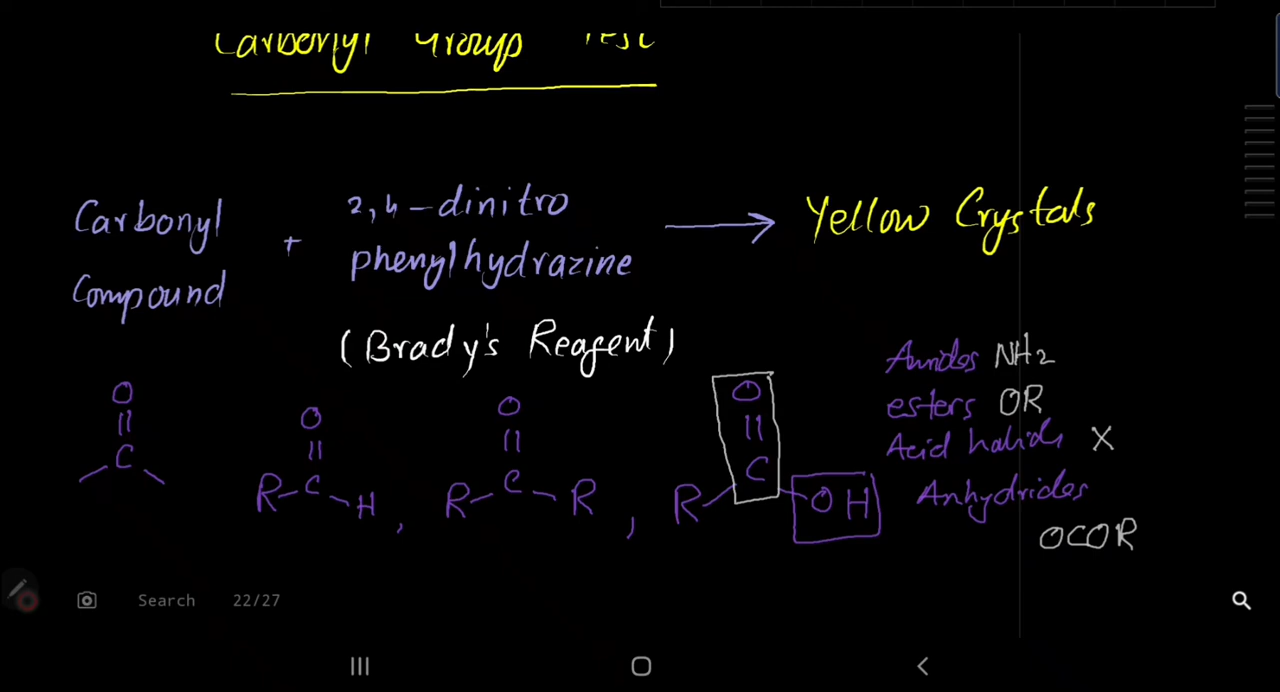 Carbonyl Group Test
Carbonyl + 2,4-dinitro → Yellow Crystals
Compound phenylhydrazine
(Brady's Reagent)
Amides NH2
esters OR
Acid halids X
Anhydrides
OCOR
O O O O
|| || || ||
C R-C-H, R-C-R, R-C-OH
Search 22/27